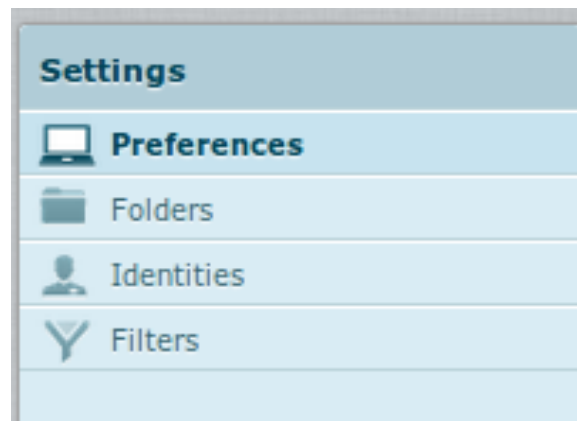 Settings
Preferences
Folders
Identities
Filters